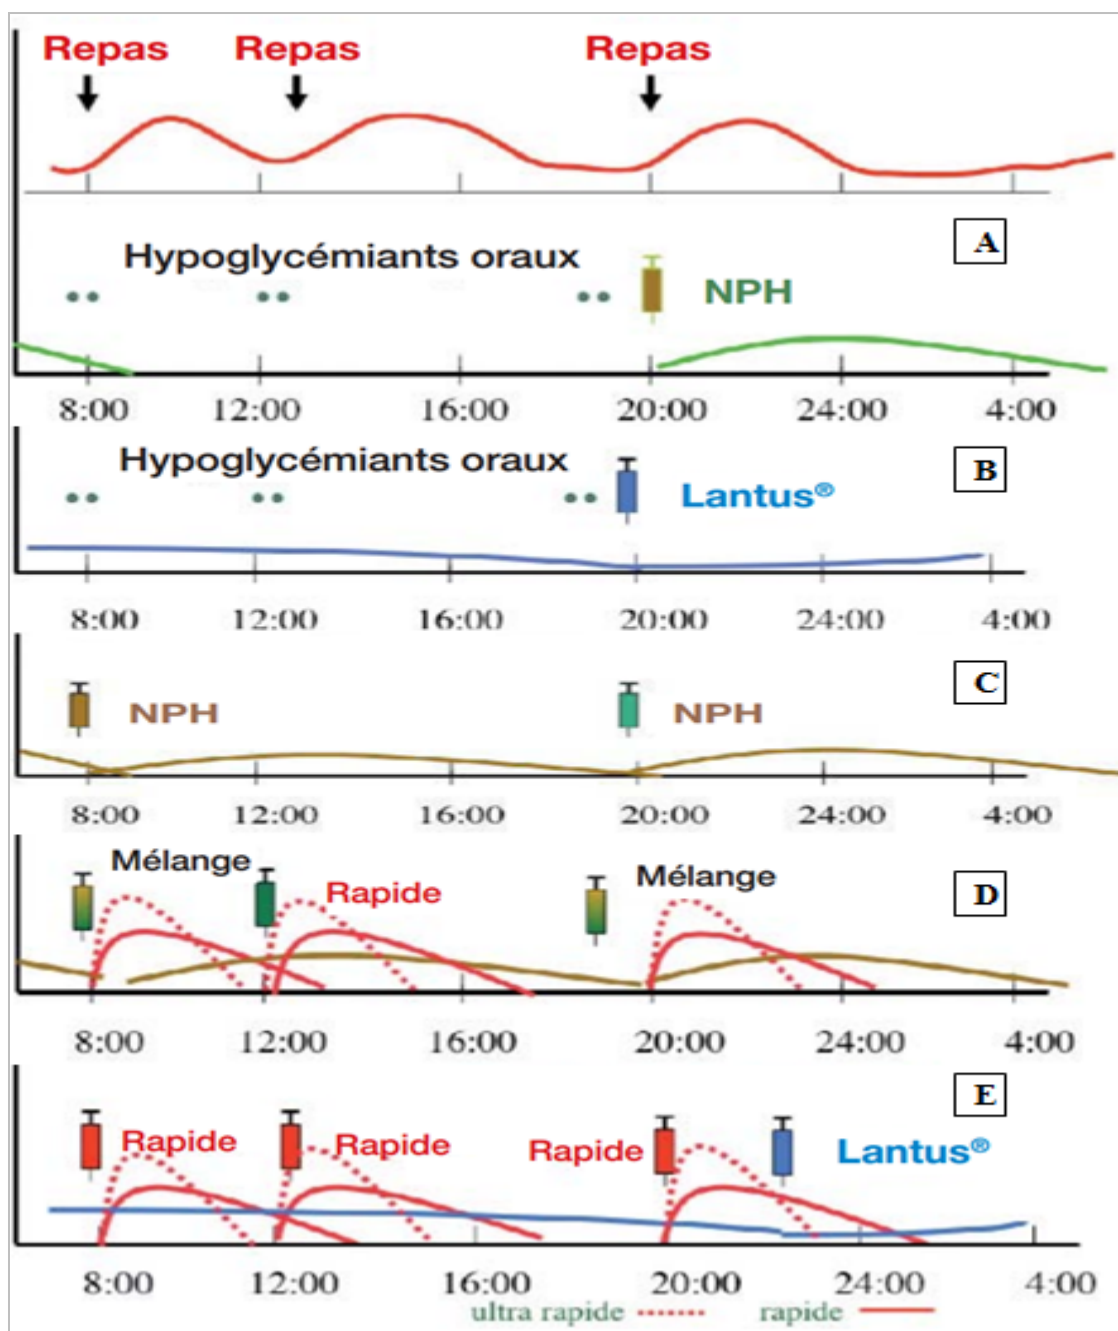 Repas Repas Repas
A
Hypoglycémiants oraux
NPH
8:00 12:00 16:00 20:00 24:00 4:00
Hypoglycémiants oraux
B
Lantus®
8:00 12:00 16:00 20:00 24:00 4:00
C
NPH NPH
8:00 12:00 16:00 20:00 24:00 4:00
Mélange Rapide Mélange
D
8:00 12:00 16:00 20:00 24:00 4:00
E
Rapide Rapide Rapide Lantus®
8:00 12:00 16:00 20:00 24:00 4:00
ultra rapide rapide